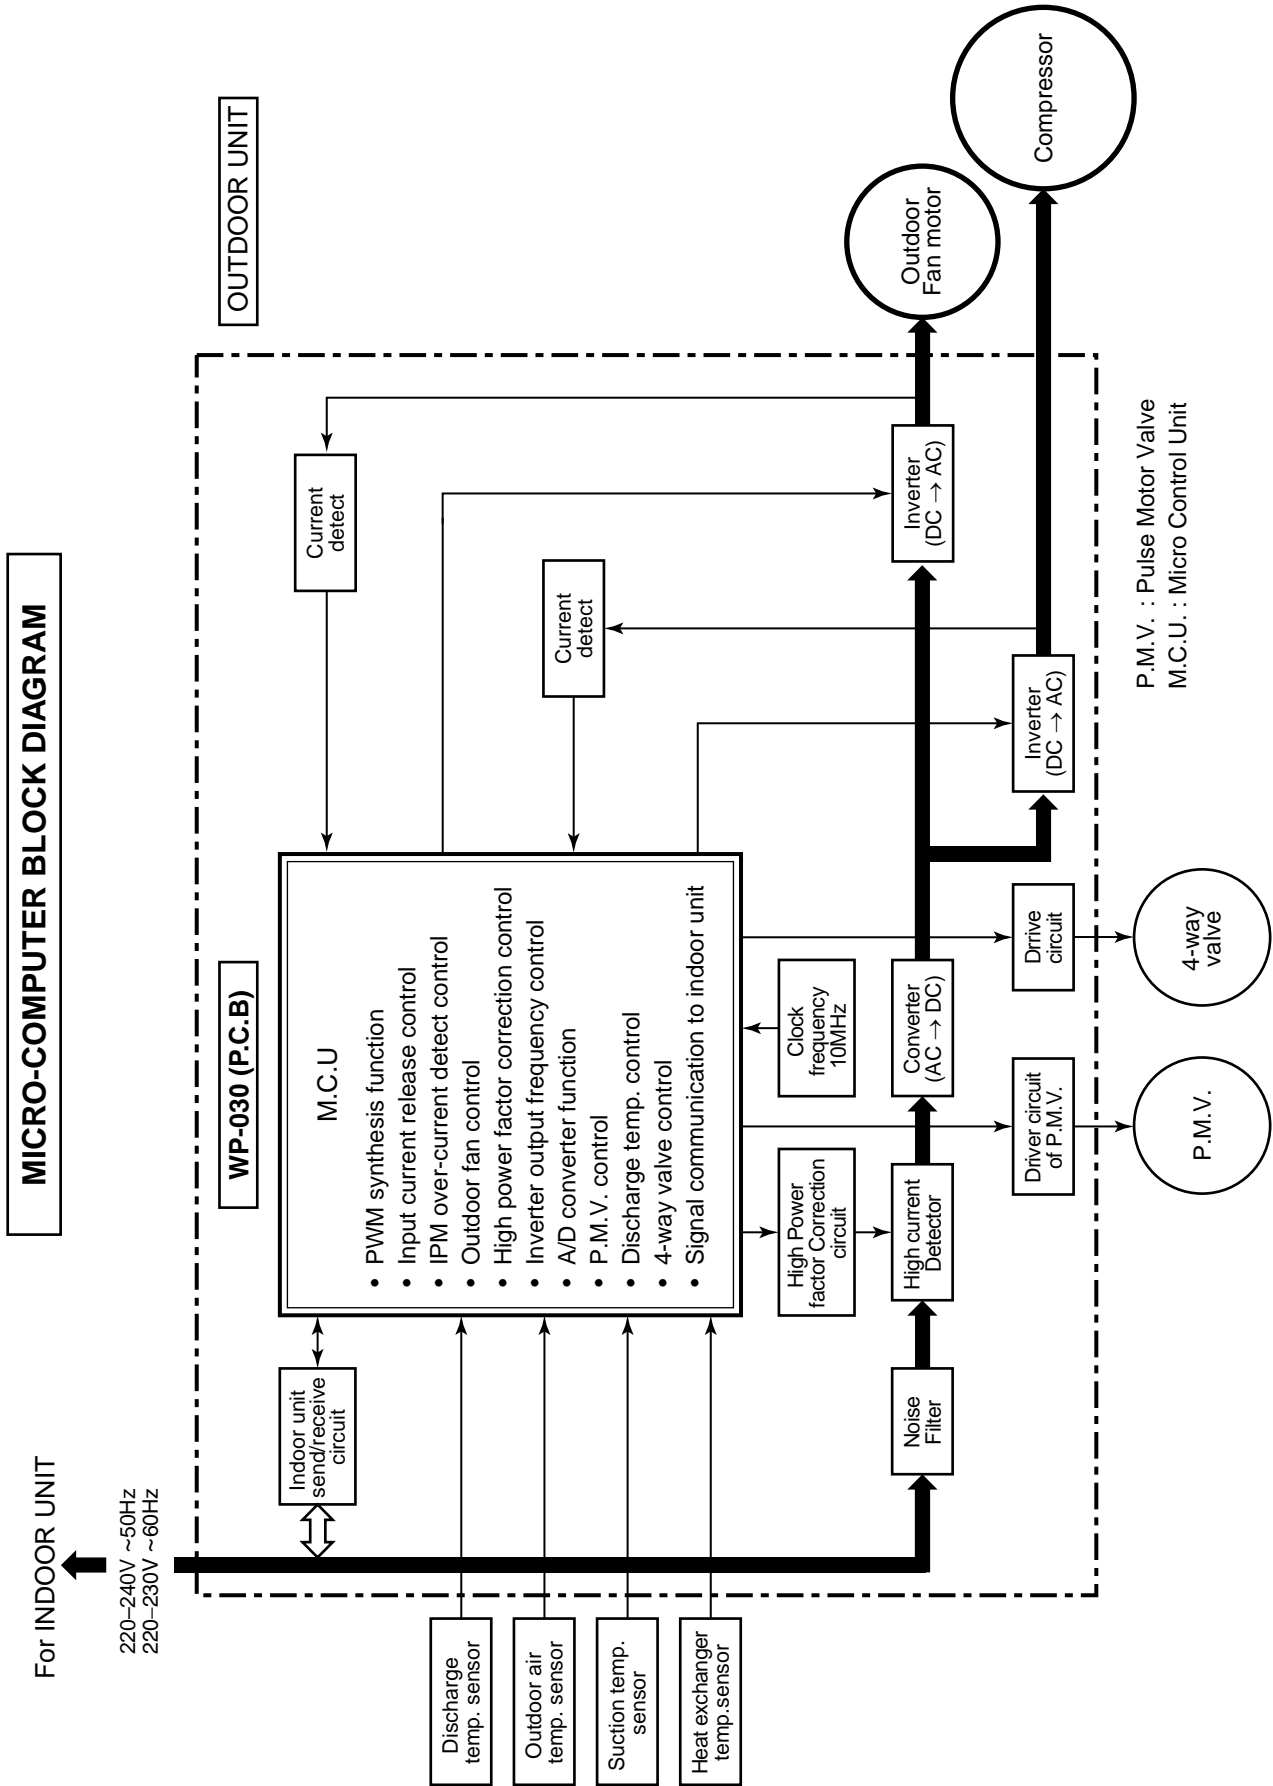 MICRO-COMPUTER BLOCK DIAGRAM
For INDOOR UNIT
220–240V ~50Hz
220–230V ~60Hz
WP-030 (P.C.B)
OUTDOOR UNIT
Indoor unit
send/receive
circuit
M.C.U
• PWM synthesis function
• Input current release control
• IPM over-current detect control
• Outdoor fan control
• High power factor correction control
• Inverter output frequency control
• A/D converter function
• P.M.V. control
• Discharge temp. control
• 4-way valve control
• Signal communication to indoor unit
Current
detect
Current
detect
Discharge
temp. sensor
Outdoor air
temp. sensor
Suction temp.
sensor
Heat exchanger
temp.sensor
High Power
factor Correction
circuit
Clock
frequency
10MHz
Noise
Filter
High current
Detector
Converter
(AC → DC)
Inverter
(DC → AC)
Outdoor
Fan motor
Driver circuit
of P.M.V.
Drrive
circuit
Inverter
(DC → AC)
Compressor
P.M.V.
4-way
valve
P.M.V. : Pulse Motor Valve
M.C.U. : Micro Control Unit